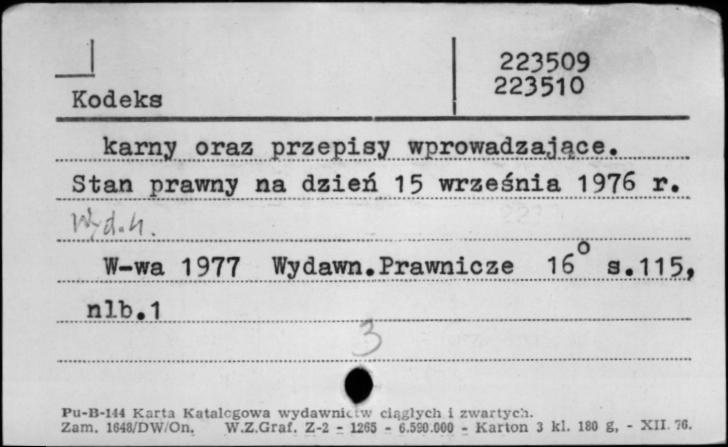 223509
223510
Kodeks
karny oraz przepisy wprowadzające.
Stan prawny na dzień 15 września 1976 r.
Wyd.4.
W-wa 1977 Wydawn.Prawnicze 16° s.115,
nlb.1
3
Pu-B-144 Karta Katalogowa wydawnictw ciągłych i zwartych.
Zam. 1648/DW/On. W.Z.Graf. Z-2 - 1265 - 6.590.000 - Karton 3 kl. 180 g, - XII. 76.